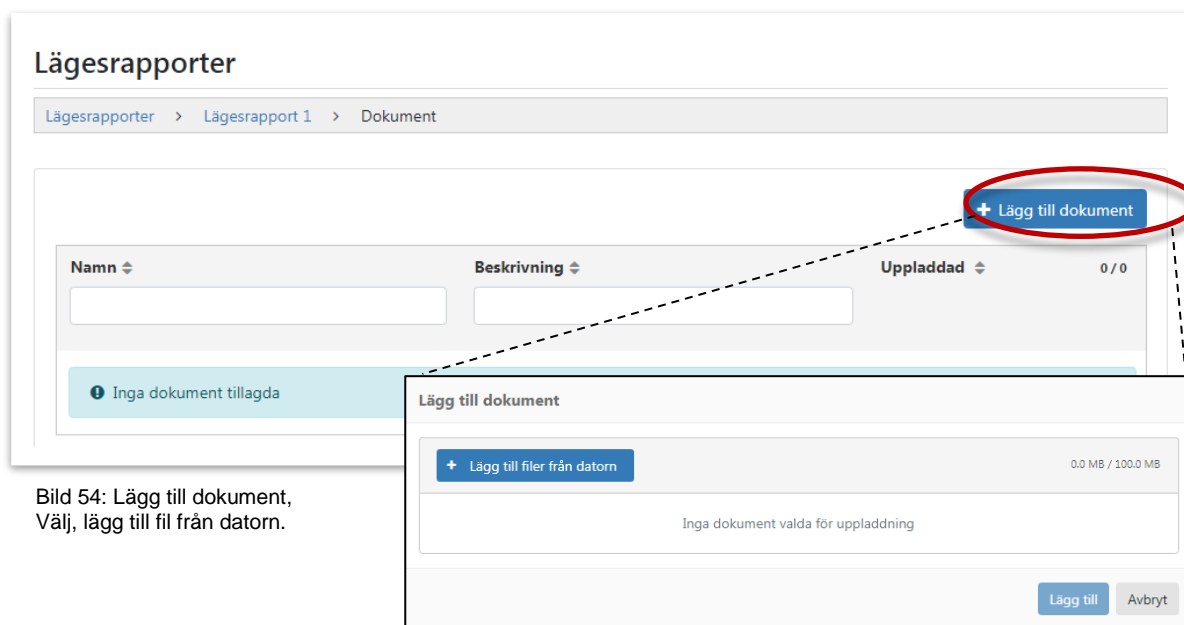 Lägesrapporter
Lägesrapporter > Lägesrapport 1 > Dokument
+ Lägg till dokument
Namn Beskrivning Uppladdad 0 / 0
Inga dokument tillagda
Lägg till dokument
+ Lägg till filer från datorn 0.0 MB / 100.0 MB
Inga dokument valda för uppladdning
Lägg till Avbryt
Bild 54: Lägg till dokument,
Välj, lägg till fil från datorn.